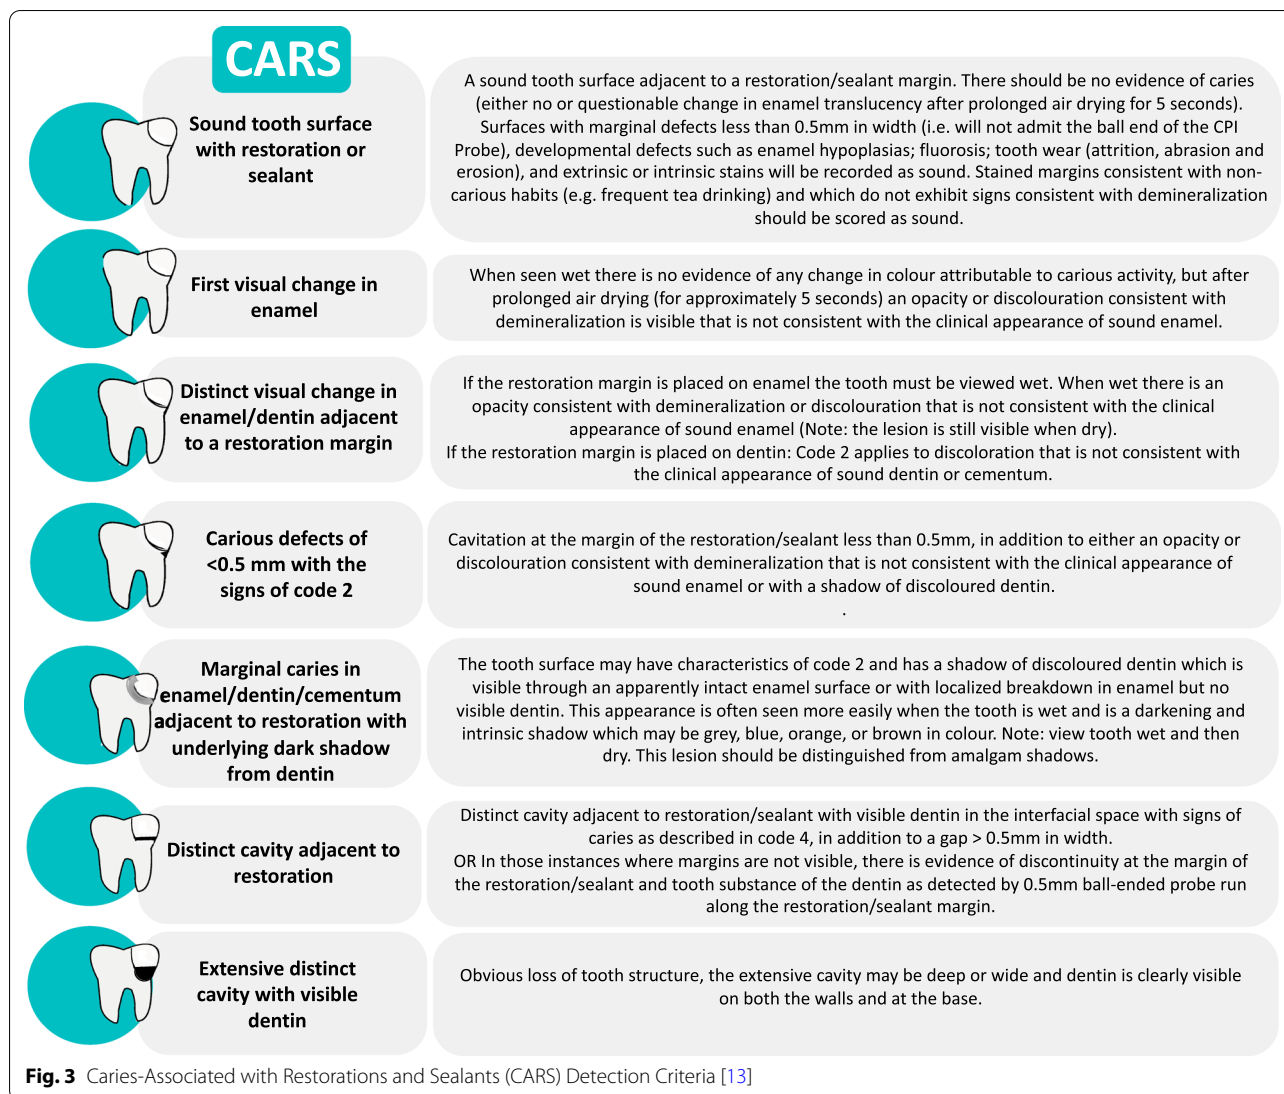 CARS
Sound tooth surface
with restoration or
sealant
A sound tooth surface adjacent to a restoration/sealant margin. There should be no evidence of caries
(either no or questionable change in enamel translucency after prolonged air drying for 5 seconds).
Surfaces with marginal defects less than 0.5mm in width (i.e. will not admit the ball end of the CPI
Probe), developmental defects such as enamel hypoplasias; fluorosis; tooth wear (attrition, abrasion and
erosion), and extrinsic or intrinsic stains will be recorded as sound. Stained margins consistent with non-
carious habits (e.g. frequent tea drinking) and which do not exhibit signs consistent with demineralization
should be scored as sound.
First visual change in
enamel
When seen wet there is no evidence of any change in colour attributable to carious activity, but after
prolonged air drying (for approximately 5 seconds) an opacity or discolouration consistent with
demineralization is visible that is not consistent with the clinical appearance of sound enamel.
Distinct visual change in
enamel/dentin adjacent
to a restoration margin
If the restoration margin is placed on enamel the tooth must be viewed wet. When wet there is an
opacity consistent with demineralization or discolouration that is not consistent with the clinical
appearance of sound enamel (Note: the lesion is still visible when dry).
If the restoration margin is placed on dentin: Code 2 applies to discoloration that is not consistent with
the clinical appearance of sound dentin or cementum.
Carious defects of
<0.5 mm with the
signs of code 2
Cavitation at the margin of the restoration/sealant less than 0.5mm, in addition to either an opacity or
discolouration consistent with demineralization that is not consistent with the clinical appearance of
sound enamel or with a shadow of discoloured dentin.
.
Marginal caries in
enamel/dentin/cementum
adjacent to restoration with
underlying dark shadow
from dentin
The tooth surface may have characteristics of code 2 and has a shadow of discoloured dentin which is
visible through an apparently intact enamel surface or with localized breakdown in enamel but no
visible dentin. This appearance is often seen more easily when the tooth is wet and is a darkening and
intrinsic shadow which may be grey, blue, orange, or brown in colour. Note: view tooth wet and then
dry. This lesion should be distinguished from amalgam shadows.
Distinct cavity adjacent to
restoration
Distinct cavity adjacent to restoration/sealant with visible dentin in the interfacial space with signs of
caries as described in code 4, in addition to a gap > 0.5mm in width.
OR In those instances where margins are not visible, there is evidence of discontinuity at the margin of
the restoration/sealant and tooth substance of the dentin as detected by 0.5mm ball-ended probe run
along the restoration/sealant margin.
Extensive distinct
cavity with visible
dentin
Obvious loss of tooth structure, the extensive cavity may be deep or wide and dentin is clearly visible
on both the walls and at the base.
Fig. 3 Caries-Associated with Restorations and Sealants (CARS) Detection Criteria [13]